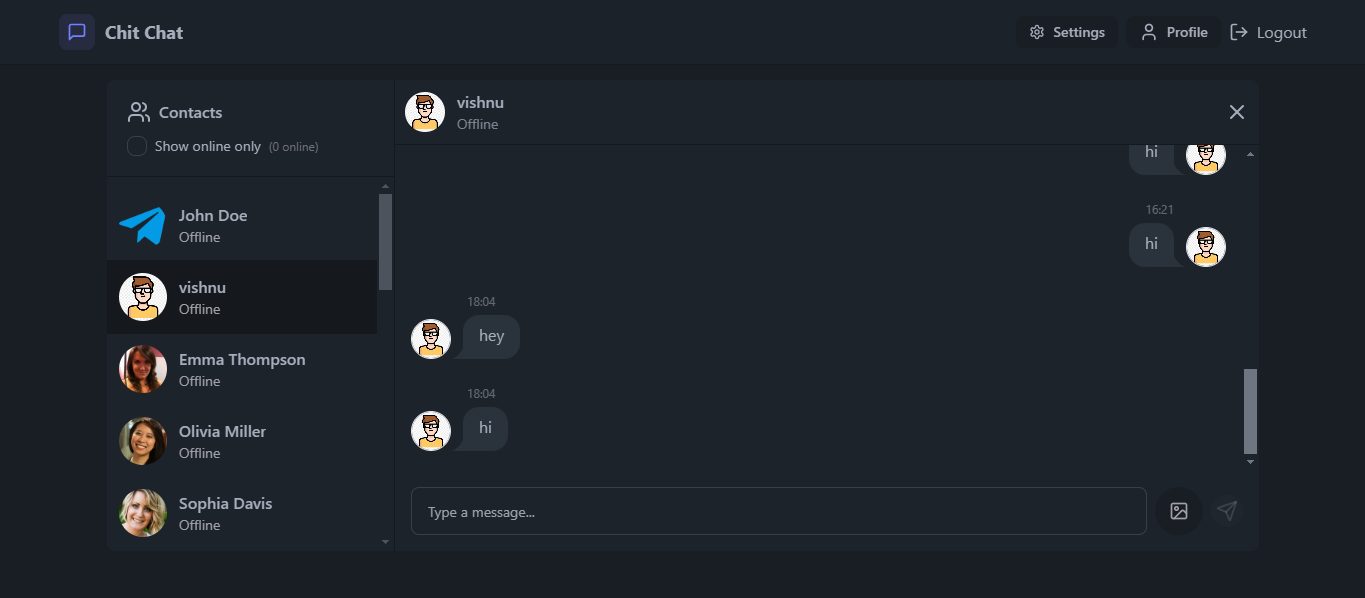 Chit Chat
Settings
Profile
Logout
Contacts
Show online only (0 online)
John Doe
Offline
vishnu
Offline
Emma Thompson
Offline
Olivia Miller
Offline
Sophia Davis
Offline
vishnu
Offline
hi
16:21
hi
18:04
hey
18:04
hi
Type a message...